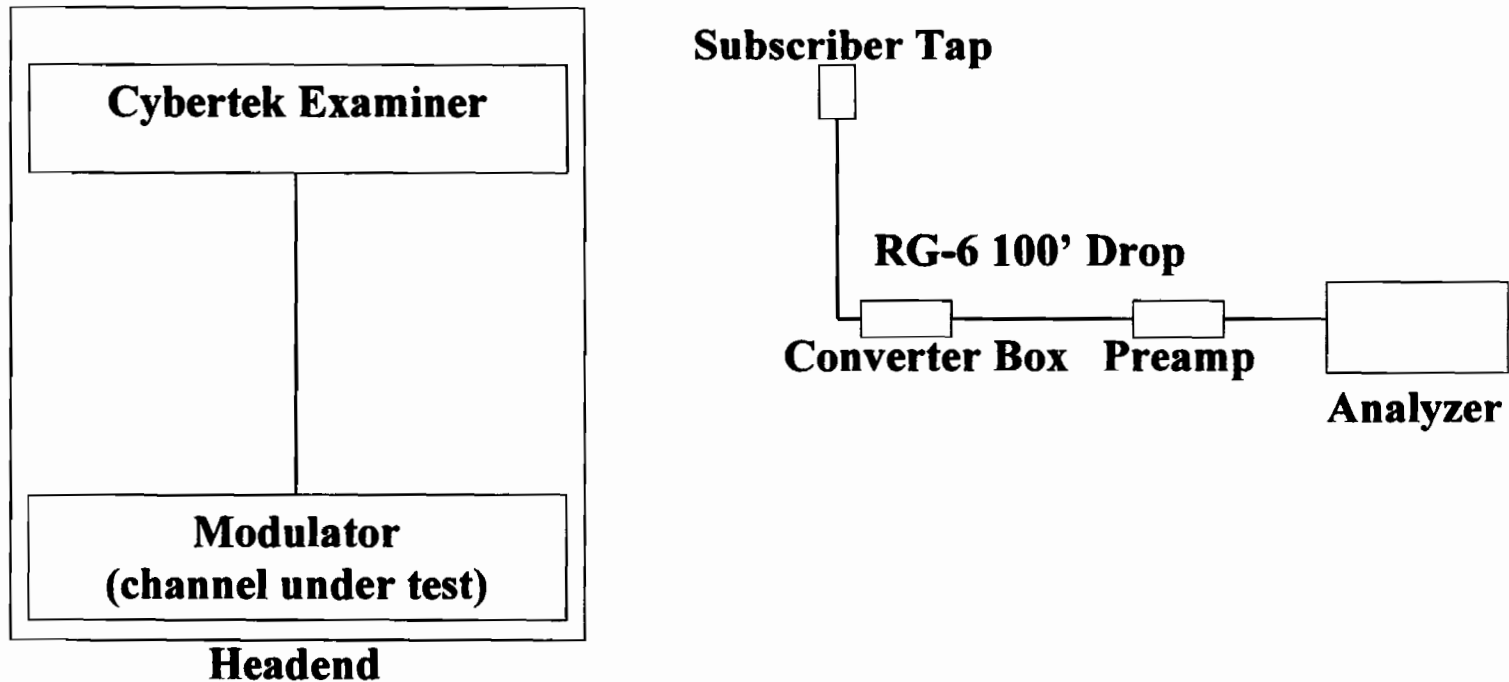 Cybertek Examiner
Modulator
(channel under test)
Headend
Subscriber Tap
RG-6 100’ Drop
Converter Box
Preamp
Analyzer